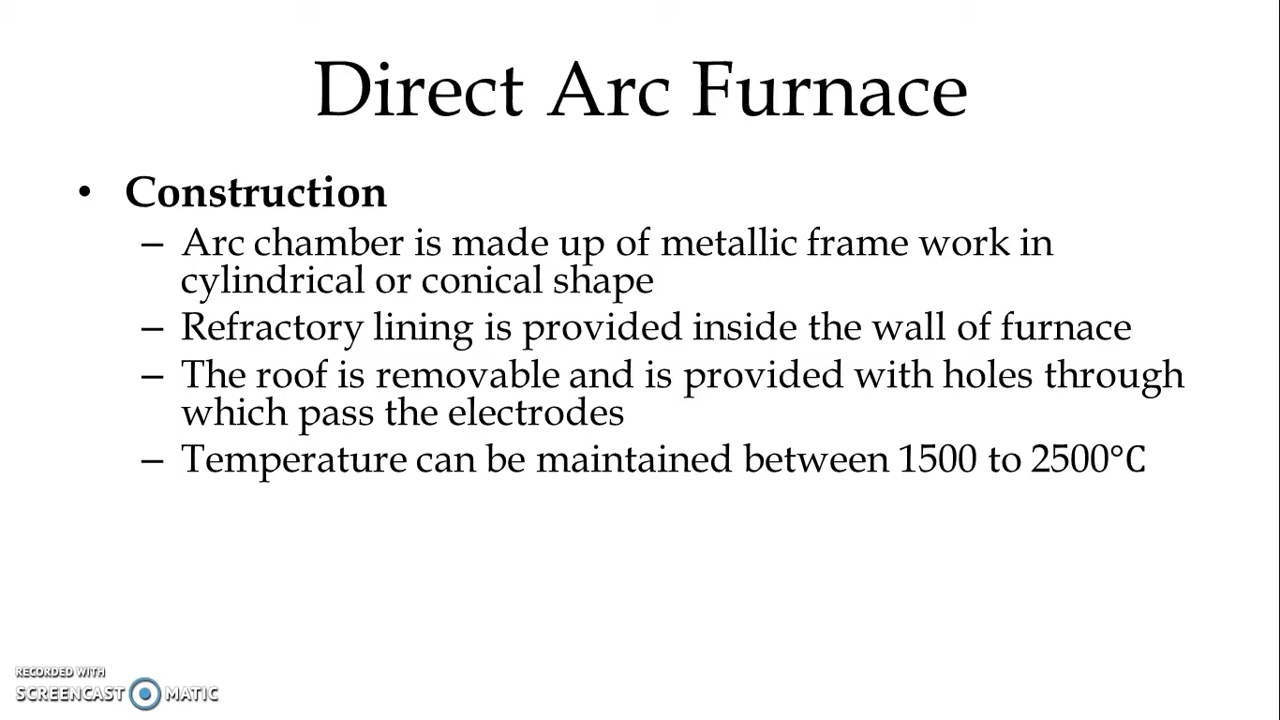 Direct Arc Furnace
• Construction
– Arc chamber is made up of metallic frame work in
cylindrical or conical shape
– Refractory lining is provided inside the wall of furnace
– The roof is removable and is provided with holes through
which pass the electrodes
– Temperature can be maintained between 1500 to 2500°C
RECORDED WITH
SCREENCAST MATIC